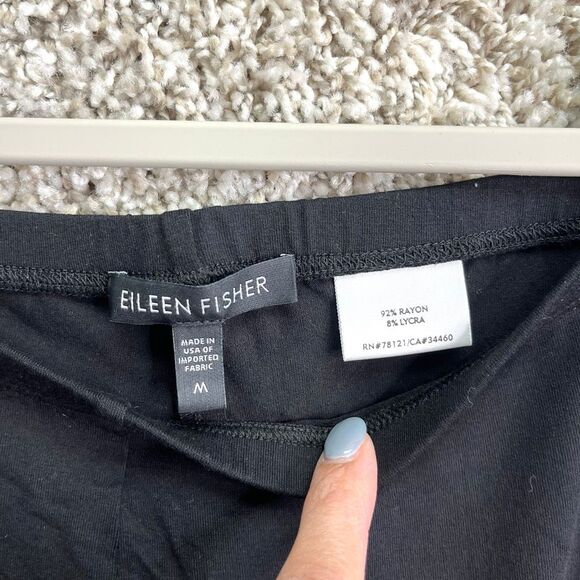 EILEEN FISHER
MADE IN
USA OF
IMPORTED
FABRIC
M
92% RAYON
8% LYCRA
RN#78121/CA#34460